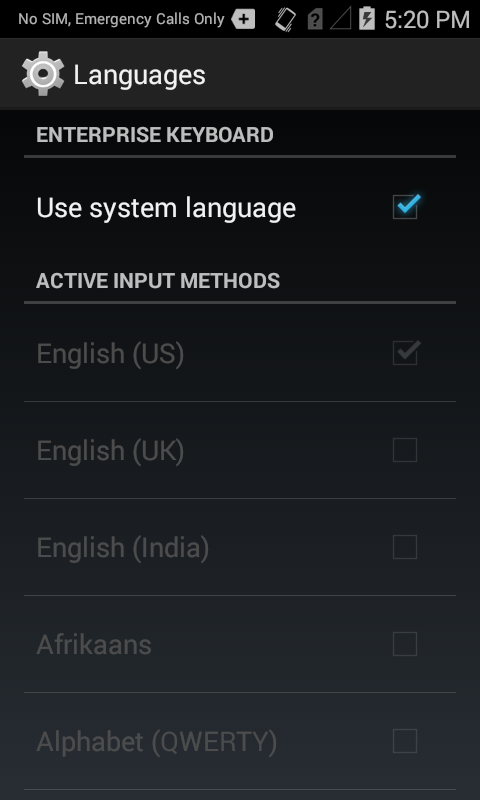 No SIM, Emergency Calls Only 5:20 PM
Languages
ENTERPRISE KEYBOARD
Use system language
ACTIVE INPUT METHODS
English (US)
English (UK)
English (India)
Afrikaans
Alphabet (QWERTY)